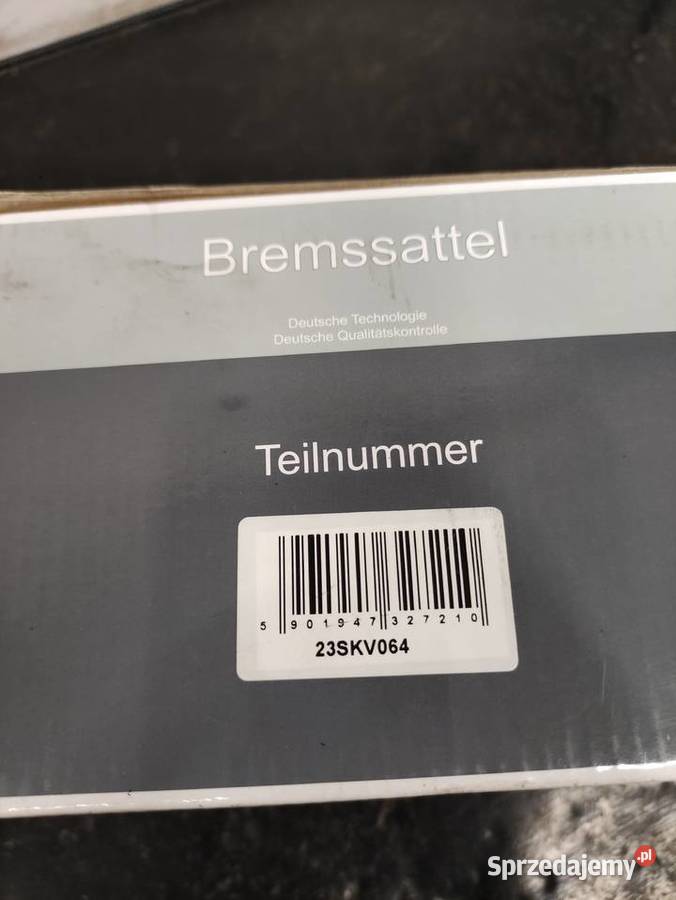 Bremssattel
Deutsche Technologie
Deutsche Qualitätskontrolle
Teilnummer
5 901947 327210
23SKV064
Sprzedajemy.pl